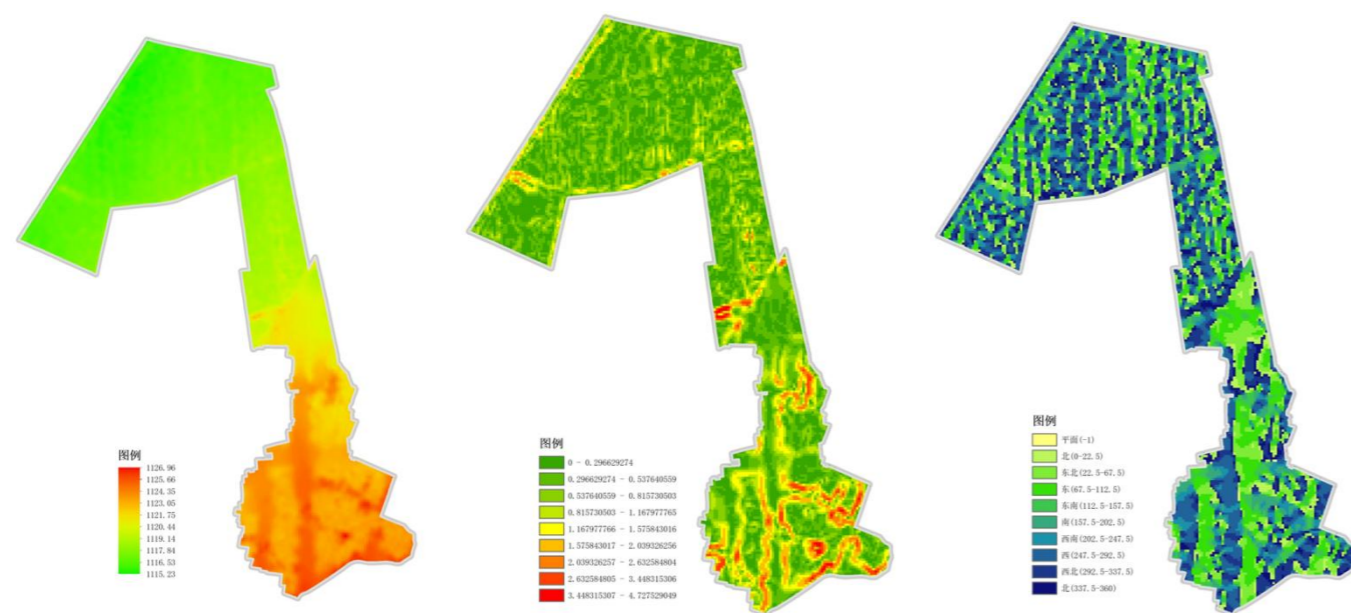 图例
1126.96
1125.66
1124.35
1123.05
1121.75
1120.44
1119.14
1117.84
1116.53
1115.23
图例
0 - 0.296629274
0.296629274 - 0.537640559
0.537640559 - 0.815730503
0.815730503 - 1.167977765
1.167977766 - 1.575843016
1.575843017 - 2.039326256
2.039326257 - 2.632584804
2.632584805 - 3.448315306
3.448315307 - 4.727529049
图例
平面(-1)
北(0-22.5)
东北(22.5-67.5)
东(67.5-112.5)
东南(112.5-157.5)
南(157.5-202.5)
西南(202.5-247.5)
西(247.5-292.5)
西北(292.5-337.5)
北(337.5-360)